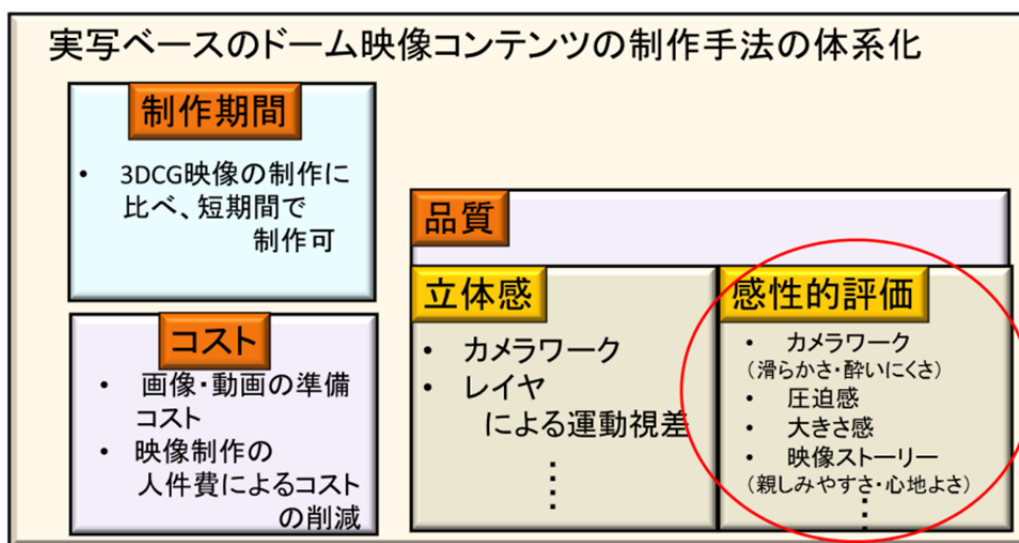 実写ベースのドーム映像コンテンツの制作手法の体系化
制作期間
• 3DCG映像の制作に
比べ、短期間で
制作可
コスト
• 画像・動画の準備
コスト
• 映像制作の
人件費によるコスト
の削減
品質
立体感
• カメラワーク
• レイヤ
による運動視差
⋮
感性的評価
• カメラワーク
(滑らかさ・酔いにくさ)
• 圧迫感
• 大きさ感
• 映像ストーリー
(親しみやすさ・心地よさ)
⋮